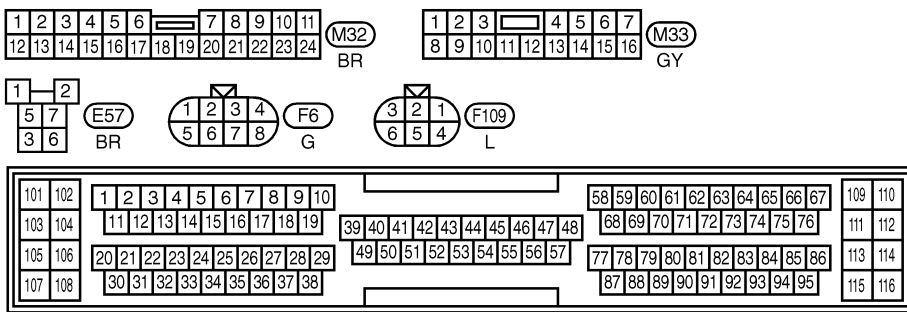 1 2 3 4 5 6 7 8 9 10 11
12 13 14 15 16 17 18 19 20 21 22 23 24
M32
BR
1 2 3 4 5 6 7
8 9 10 11 12 13 14 15 16
M33
GY
1 2
5 7
3 6
E57
BR
1 2 3 4
5 6 7 8
F6
G
3 2 1
6 5 4
F109
L
101 102
103 104
105 106
107 108
1 2 3 4 5 6 7 8 9 10
11 12 13 14 15 16 17 18 19
20 21 22 23 24 25 26 27 28 29
30 31 32 33 34 35 36 37 38
39 40 41 42 43 44 45 46 47 48
49 50 51 52 53 54 55 56 57
58 59 60 61 62 63 64 65 66 67
68 69 70 71 72 73 74 75 76
77 78 79 80 81 82 83 84 85 86
87 88 89 90 91 92 93 94 95
109 110
111 112
113 114
115 116